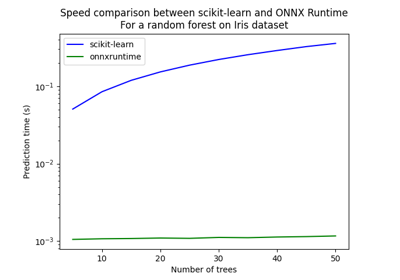 Speed comparison between scikit-learn and ONNX Runtime
For a random forest on Iris dataset
scikit-learn
onnxruntime
10⁻¹
10⁻²
10⁻³
Prediction time (s)
10 20 30 40 50
Number of trees